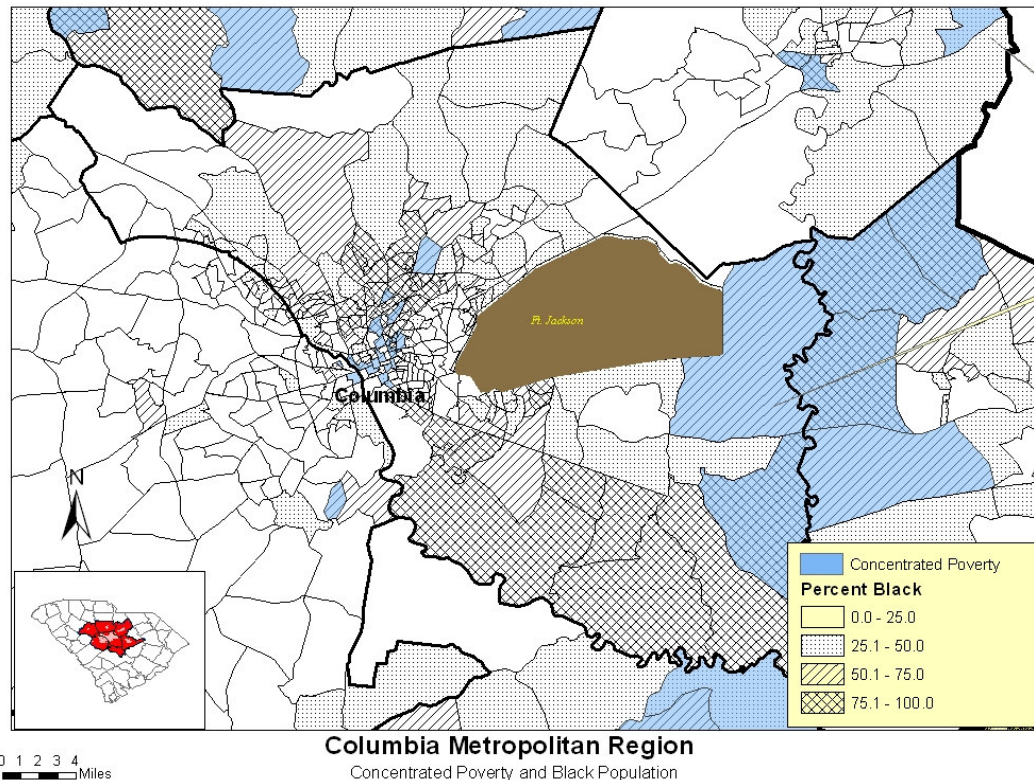 Ft. Jackson
Columbia
N
Concentrated Poverty
Percent Black
0.0 - 25.0
25.1 - 50.0
50.1 - 75.0
75.1 - 100.0
0 1 2 3 4
Miles
Columbia Metropolitan Region
Concentrated Poverty and Black Population